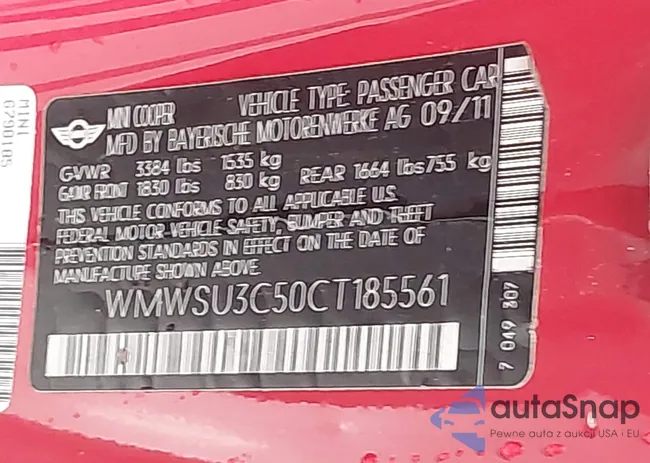 MINI COOPER VEHICLE TYPE: PASSENGER CAR
MFD BY BAYERISCHE MOTORENWERKE AG 09/11
GVWR 3384 lbs 1535 kg
GAWR FRONT 1830 lbs 830 kg REAR 1664 lbs/755 kg
THIS VEHICLE CONFORMS TO ALL APPLICABLE U.S.
FEDERAL MOTOR-VEHICLE SAFETY, BUMPER AND THEFT
PREVENTION STANDARDS IN EFFECT ON THE DATE OF
MANUFACTURE SHOWN ABOVE.
WMWSU3C50CT185561
7 049 307
MINI
6290105
autoSnap
Pewne auta z aukcji USA i EU